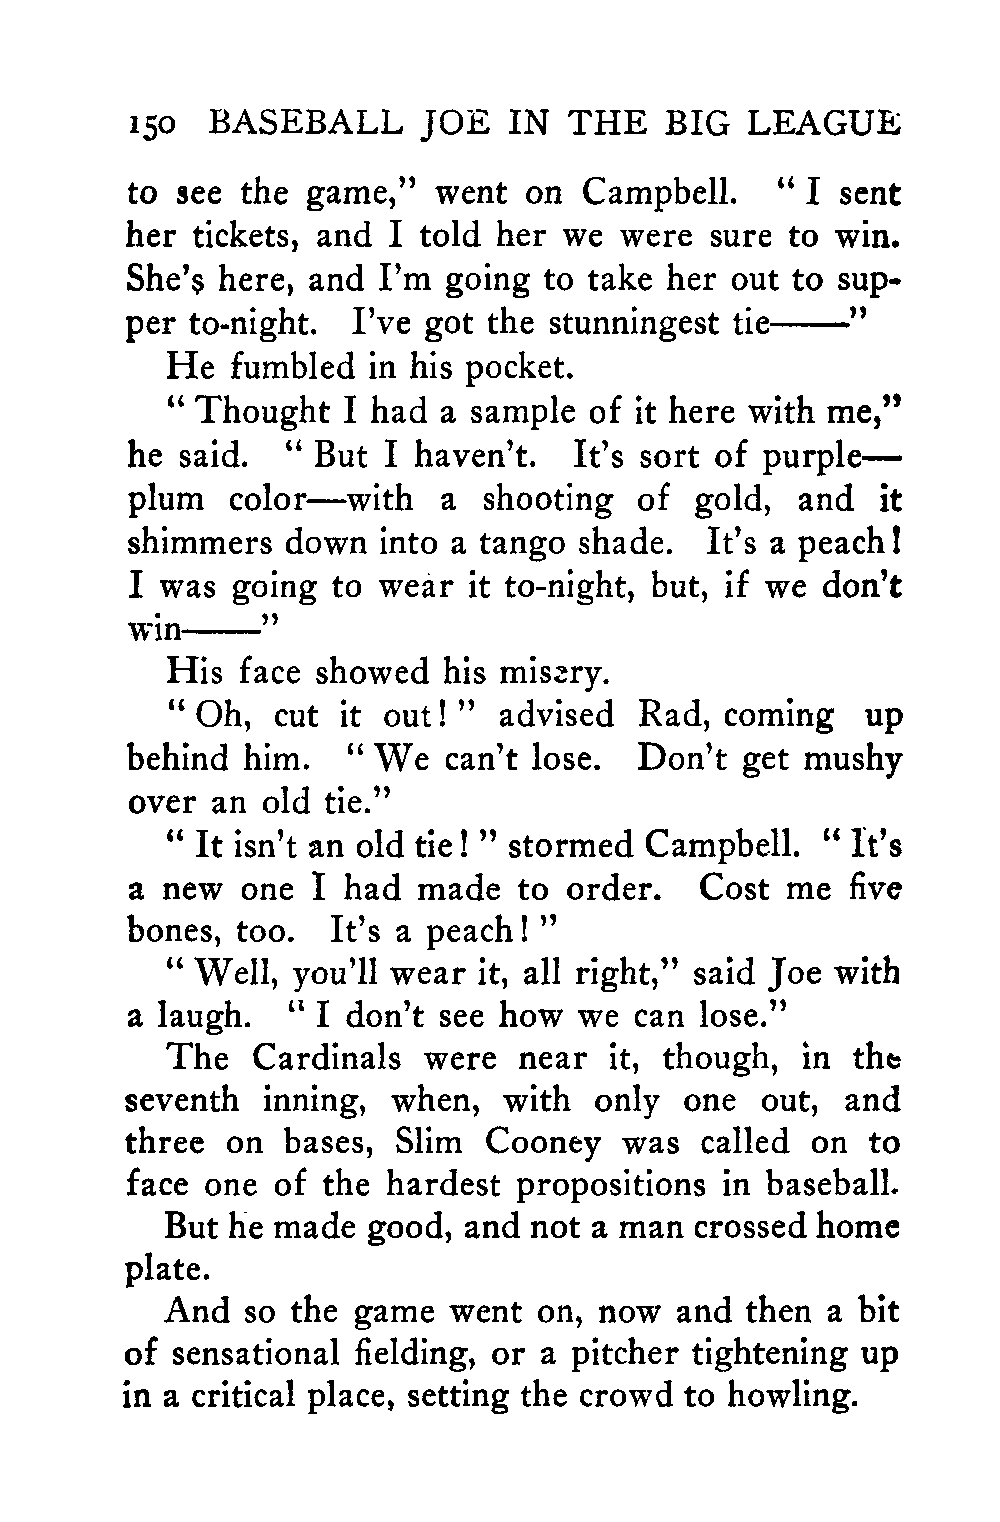 150 BASEBALL JOE IN THE BIG LEAGUE
to see the game,” went on Campbell. “ I sent
her tickets, and I told her we were sure to win.
She’s here, and I’m going to take her out to sup-
per to-night. I’ve got the stunningest tie——”
He fumbled in his pocket.
“ Thought I had a sample of it here with me,”
he said. “ But I haven’t. It’s sort of purple—
plum color—with a shooting of gold, and it
shimmers down into a tango shade. It’s a peach!
I was going to wear it to-night, but, if we don’t
win——”
His face showed his misery.
“ Oh, cut it out! ” advised Rad, coming up
behind him. “ We can’t lose. Don’t get mushy
over an old tie.”
“ It isn’t an old tie! ” stormed Campbell. “ It’s
a new one I had made to order. Cost me five
bones, too. It’s a peach! ”
“ Well, you’ll wear it, all right,” said Joe with
a laugh. “ I don’t see how we can lose.”
The Cardinals were near it, though, in the
seventh inning, when, with only one out, and
three on bases, Slim Cooney was called on to
face one of the hardest propositions in baseball.
But he made good, and not a man crossed home
plate.
And so the game went on, now and then a bit
of sensational fielding, or a pitcher tightening up
in a critical place, setting the crowd to howling.